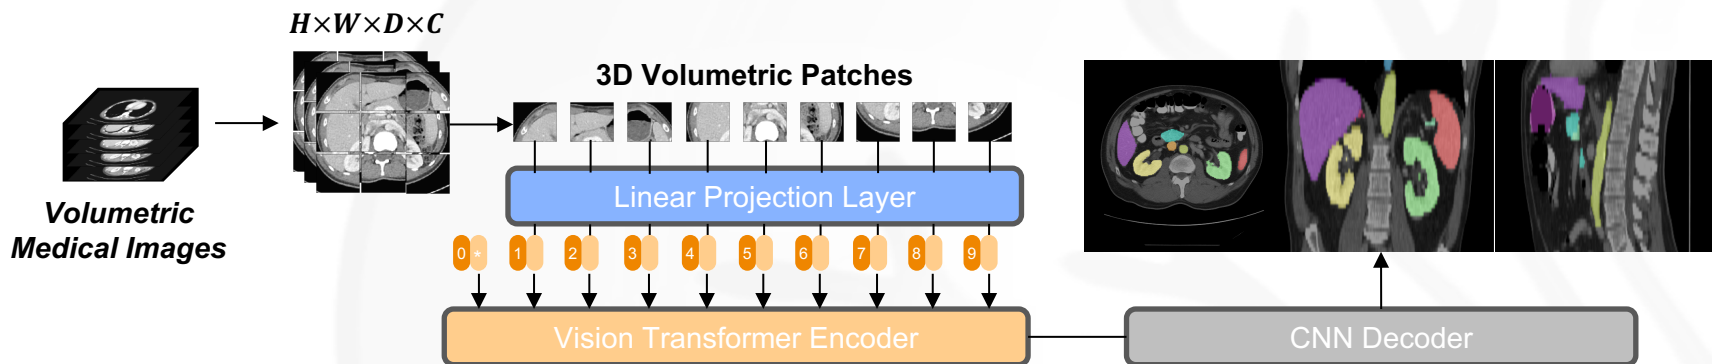 H×W×D×C
3D Volumetric Patches
Volumetric
Medical Images
Linear Projection Layer
0 * 1 2 3 4 5 6 7 8 9
Vision Transformer Encoder
CNN Decoder